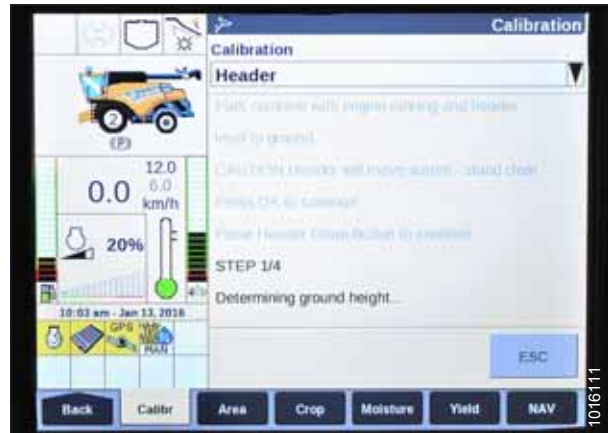 Calibration
Calibration
Header
Park combine with engine running and header
level to ground.
CAUTION Header will move autom - stand clear
Press OK to continue
Press Header Down button to continue
STEP 1/4
Determining ground height...
ESC
2
(P)
12.0
0.0
6.0
km/h
20%
10:03 am - Jan 13, 2016
GPS
MAN
Back
Calibr
Area
Crop
Moisture
Yield
NAV
1016111